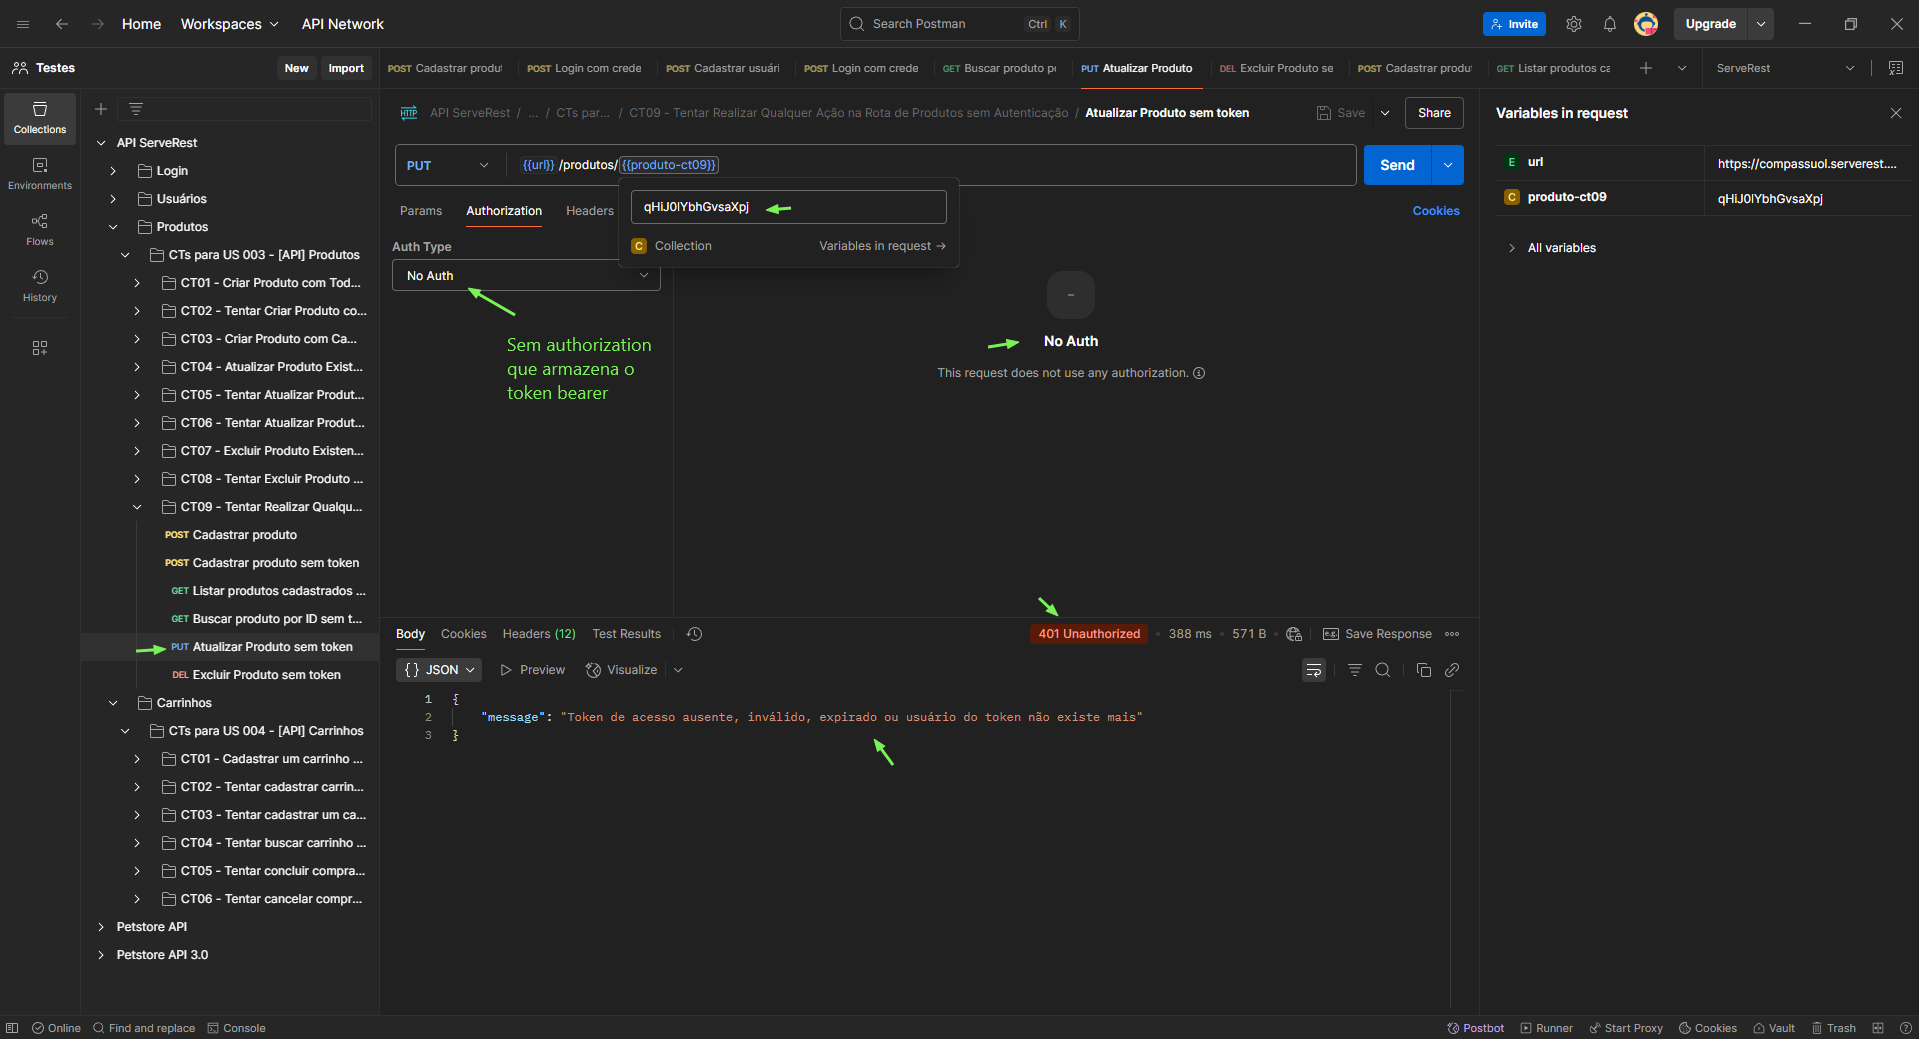 Home Workspaces API Network Search Postman Ctrl K Invite Upgrade
Testes New Import
POST Cadastrar produt POST Login com crede POST Cadastrar usuári POST Login com crede GET Buscar produto po PUT Atualizar Produto DEL Excluir Produto se POST Cadastrar produt GET Listar produtos ca ServeRest
Collections
Environments
Flows
History
API ServeRest
Login
Usuários
Produtos
CTs para US 003 - [API] Produtos
CT01 - Criar Produto com Tod...
CT02 - Tentar Criar Produto co...
CT03 - Criar Produto com Ca...
CT04 - Atualizar Produto Exist...
CT05 - Tentar Atualizar Produt...
CT06 - Tentar Atualizar Produt...
CT07 - Excluir Produto Existen...
CT08 - Tentar Excluir Produto ...
CT09 - Tentar Realizar Qualqu...
POST Cadastrar produto
POST Cadastrar produto sem token
GET Listar produtos cadastrados ...
GET Buscar produto por ID sem t...
PUT Atualizar Produto sem token
DEL Excluir Produto sem token
Carrinhos
CTs para US 004 - [API] Carrinhos
CT01 - Cadastrar um carrinho ...
CT02 - Tentar cadastrar carrin...
CT03 - Tentar cadastrar um ca...
CT04 - Tentar buscar carrinho ...
CT05 - Tentar concluir compra...
CT06 - Tentar cancelar compr...
Petstore API
Petstore API 3.0
HTTP API ServeRest / ... / CTs par... / CT09 - Tentar Realizar Qualquer Ação na Rota de Produtos sem Autenticação / Atualizar Produto sem token Save Share
PUT {{url}} /produtos/ {{produto-ct09}} Send
Params Authorization Headers Cookies
qHiJ0lYbhGvsaXpj
C Collection Variables in request →
Auth Type
No Auth
Sem authorization
que armazena o
token bearer
-
No Auth
This request does not use any authorization.
Body Cookies Headers (12) Test Results 401 Unauthorized • 388 ms • 571 B • e.g. Save Response
{} JSON Preview Visualize
1 {
2 "message": "Token de acesso ausente, inválido, expirado ou usuário do token não existe mais"
3 }
Variables in request
E url https://compassuol.serverest....
C produto-ct09 qHiJ0lYbhGvsaXpj
All variables
Online Find and replace Console Postbot Runner Start Proxy Cookies Vault Trash